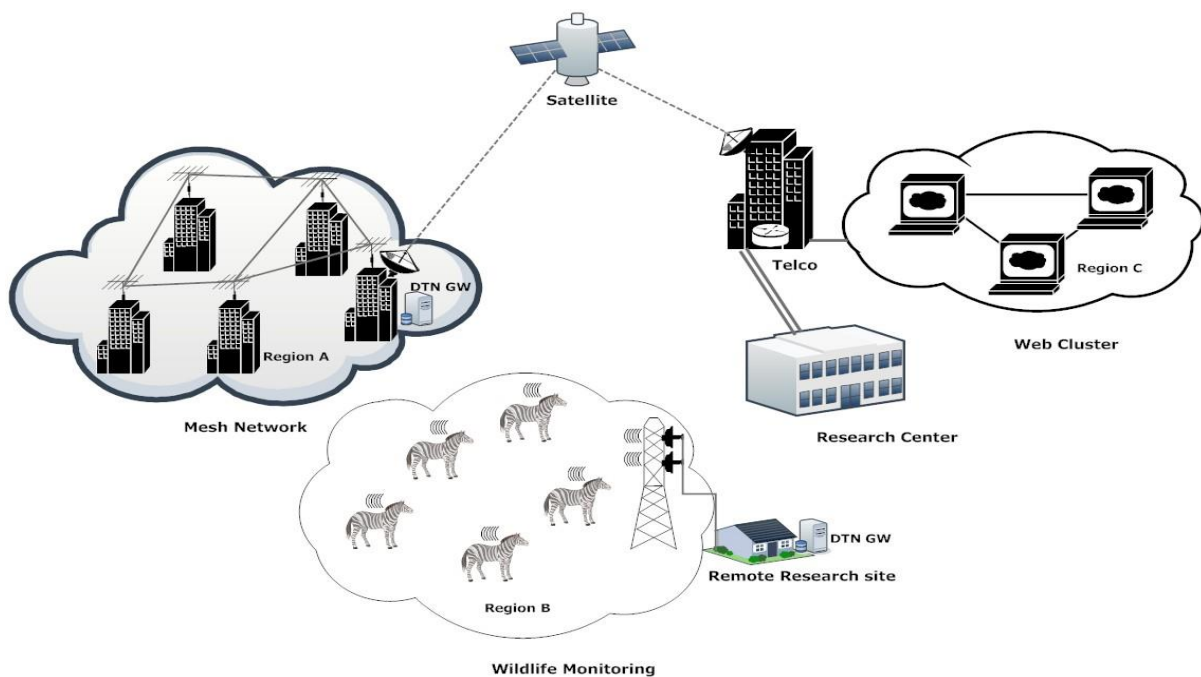 Satellite
DTN GW
Region A
Mesh Network
Telco
Region C
Web Cluster
Research Center
Region B
DTN GW
Remote Research site
Wildlife Monitoring